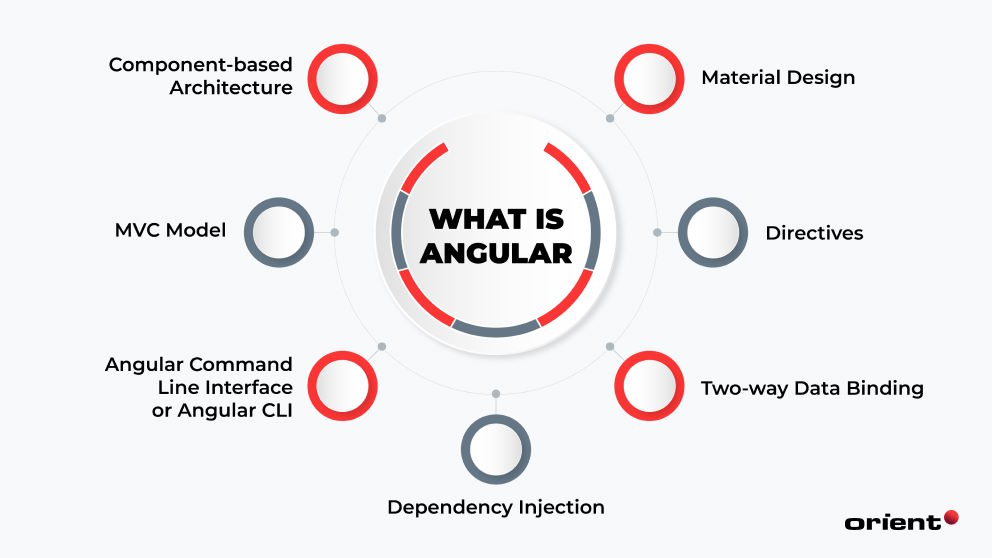 WHAT IS
ANGULAR
Component-based
Architecture
Material Design
MVC Model
Directives
Angular Command
Line Interface
or Angular CLI
Two-way Data Binding
Dependency Injection
orient